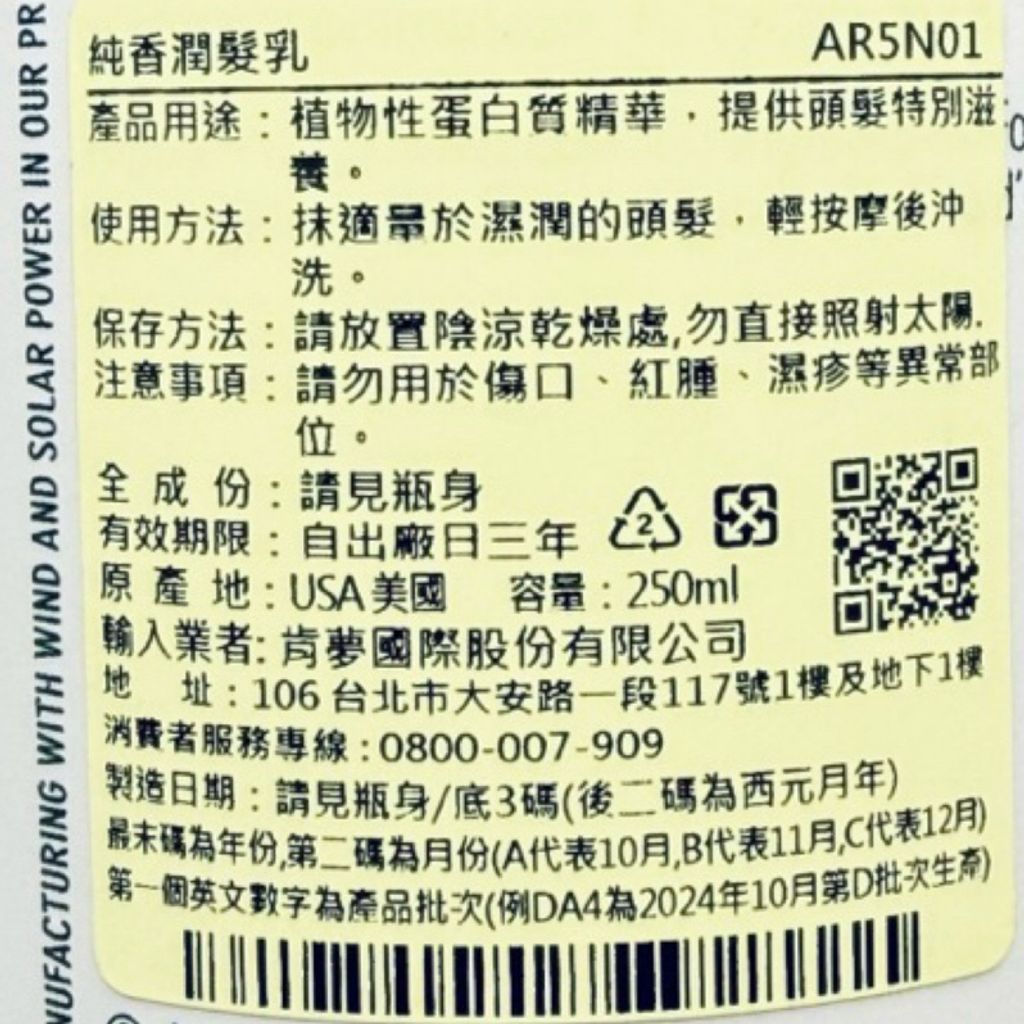 純香潤髮乳 AR5N01
產品用途：植物性蛋白質精華，提供頭髮特別滋
養。
使用方法：抹適量於濕潤的頭髮，輕按摩後沖
洗。
保存方法：請放置陰涼乾燥處,勿直接照射太陽.
注意事項：請勿用於傷口、紅腫、濕疹等異常部
位。
全成份：請見瓶身
2
有效期限：自出廠日三年
原產地：USA美國 容量：250ml
輸入業者:肯夢國際股份有限公司
地址：106台北市大安路一段117號1樓及地下1樓
消費者服務專線:0800-007-909
製造日期：請見瓶身/底3碼(後二碼為西元月年)
最末碼為年份,第二碼為月份(A代表10月,B代表11月,C代表12月)
第一個英文數字為產品批次(例DA4為2024年10月第D批次生產)
NUFACTURING WITH WIND AND SOLAR POWER IN OUR PR